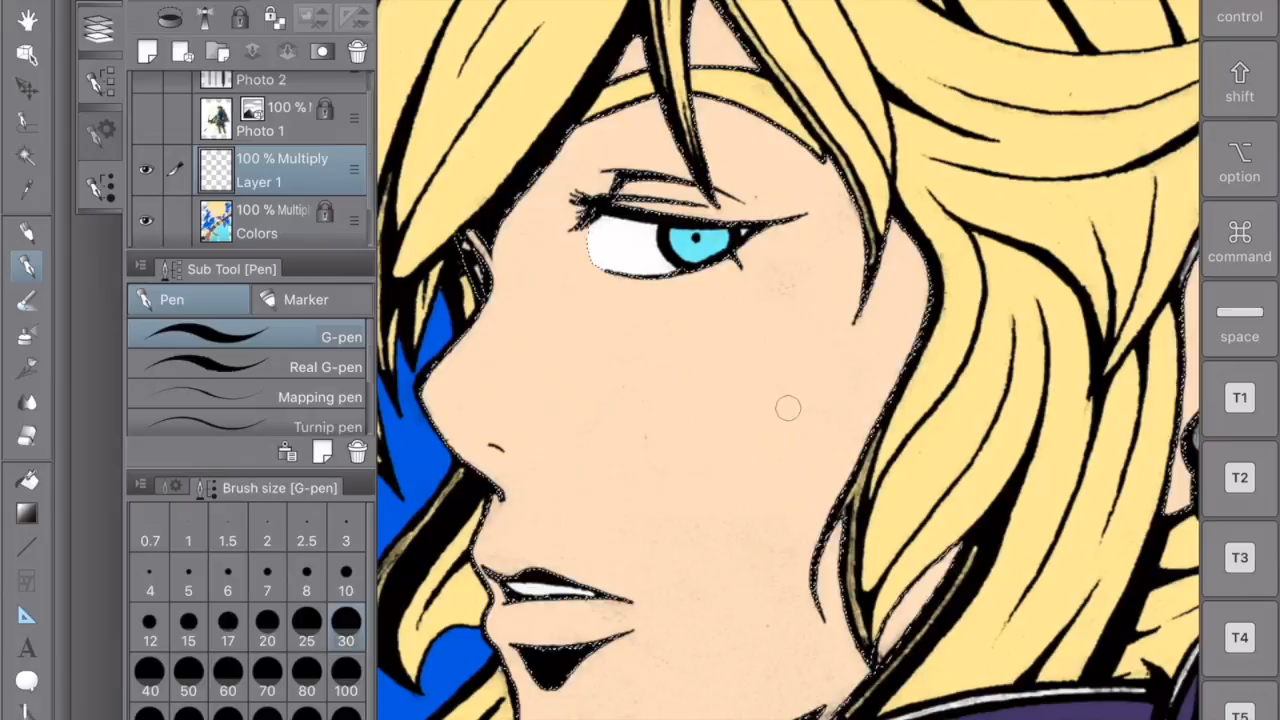 Photo 2
100 %
Photo 1
100 % Multiply
Layer 1
100 % Multipl
Colors
Sub Tool [Pen]
Pen
Marker
G-pen
Real G-pen
Mapping pen
Turnip pen
Brush size [G-pen]
0.7 1 1.5 2 2.5 3
4 5 6 7 8 10
12 15 17 20 25 30
40 50 60 70 80 100
A
control
shift
option
command
space
T1
T2
T3
T4
T5